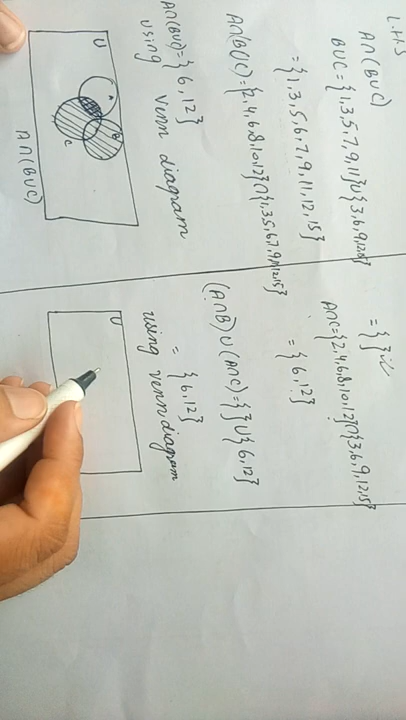 L.H.S
A∩(B∪C)
B∪C={1,3,5,7,9,11}∪{3,6,9,12,15}
={1,3,5,6,7,9,11,12,15}
A∩(B∪C)={2,4,6,8,10,12}∩{1,3,5,6,7,9,11,12,15}
A∩(B∪C)={6,12}
using venn diagram
U
A
B
C
A∩(B∪C)
={ }
A∩C={2,4,6,8,10,12}∩{3,6,9,12,15}
={6,12}
(A∩B)∪(A∩C)={ }∪{6,12}
={6,12}
using venn diagram
U